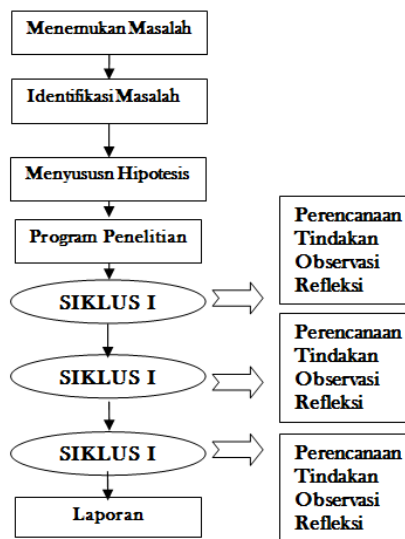 Menemukan Masalah
Identifikasi Masalah
Menyususn Hipotesis
Program Penelitian
SIKLUS I
Perencanaan
Tindakan
Observasi
Refleksi
SIKLUS I
Perencanaan
Tindakan
Observasi
Refleksi
SIKLUS I
Perencanaan
Tindakan
Observasi
Refleksi
Laporan